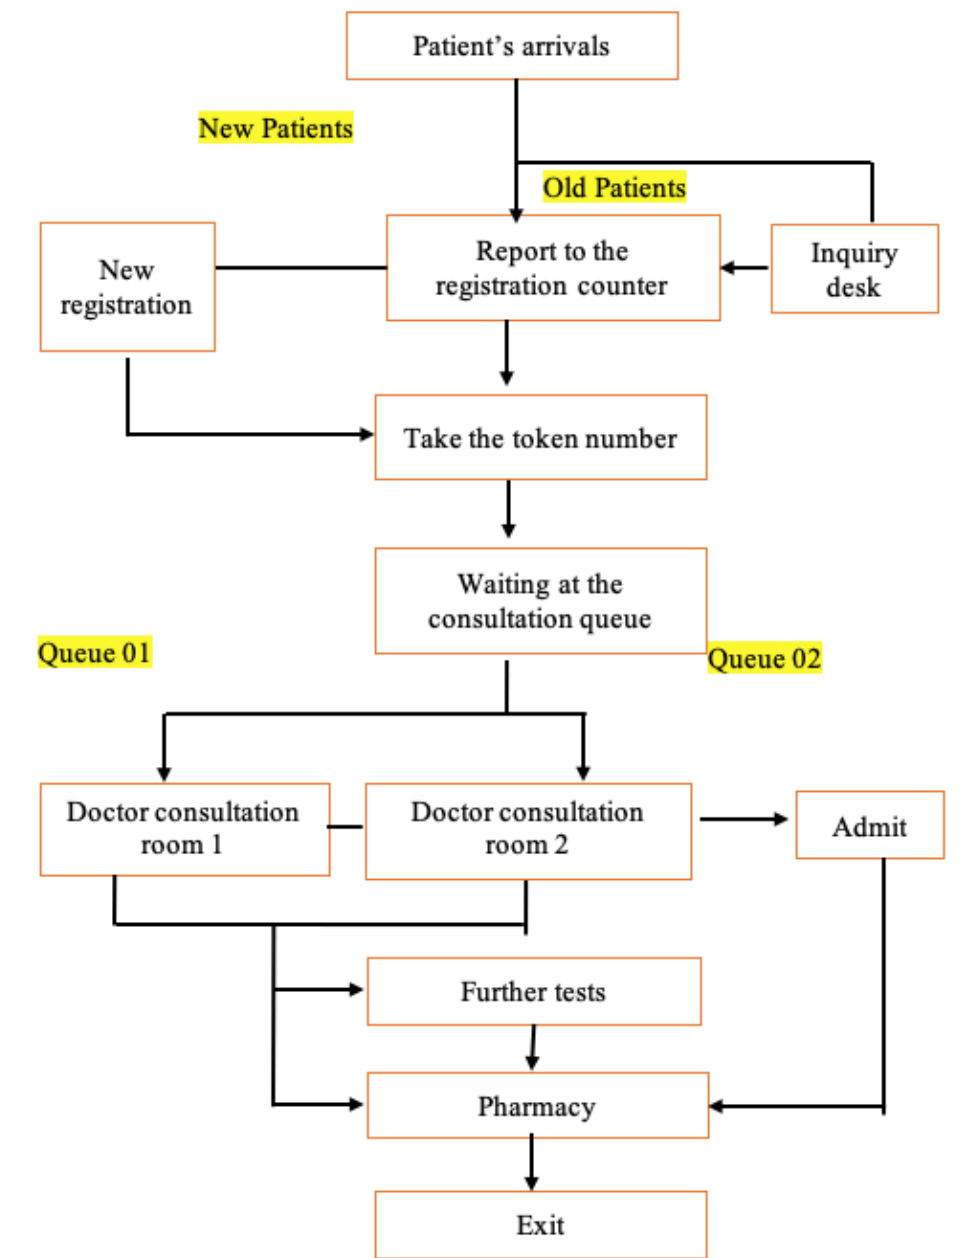 Patient’s arrivals
New Patients
Old Patients
Report to the
registration counter
Inquiry
desk
New
registration
Take the token number
Waiting at the
consultation queue
Queue 01
Queue 02
Doctor consultation
room 1
Doctor consultation
room 2
Admit
Further tests
Pharmacy
Exit